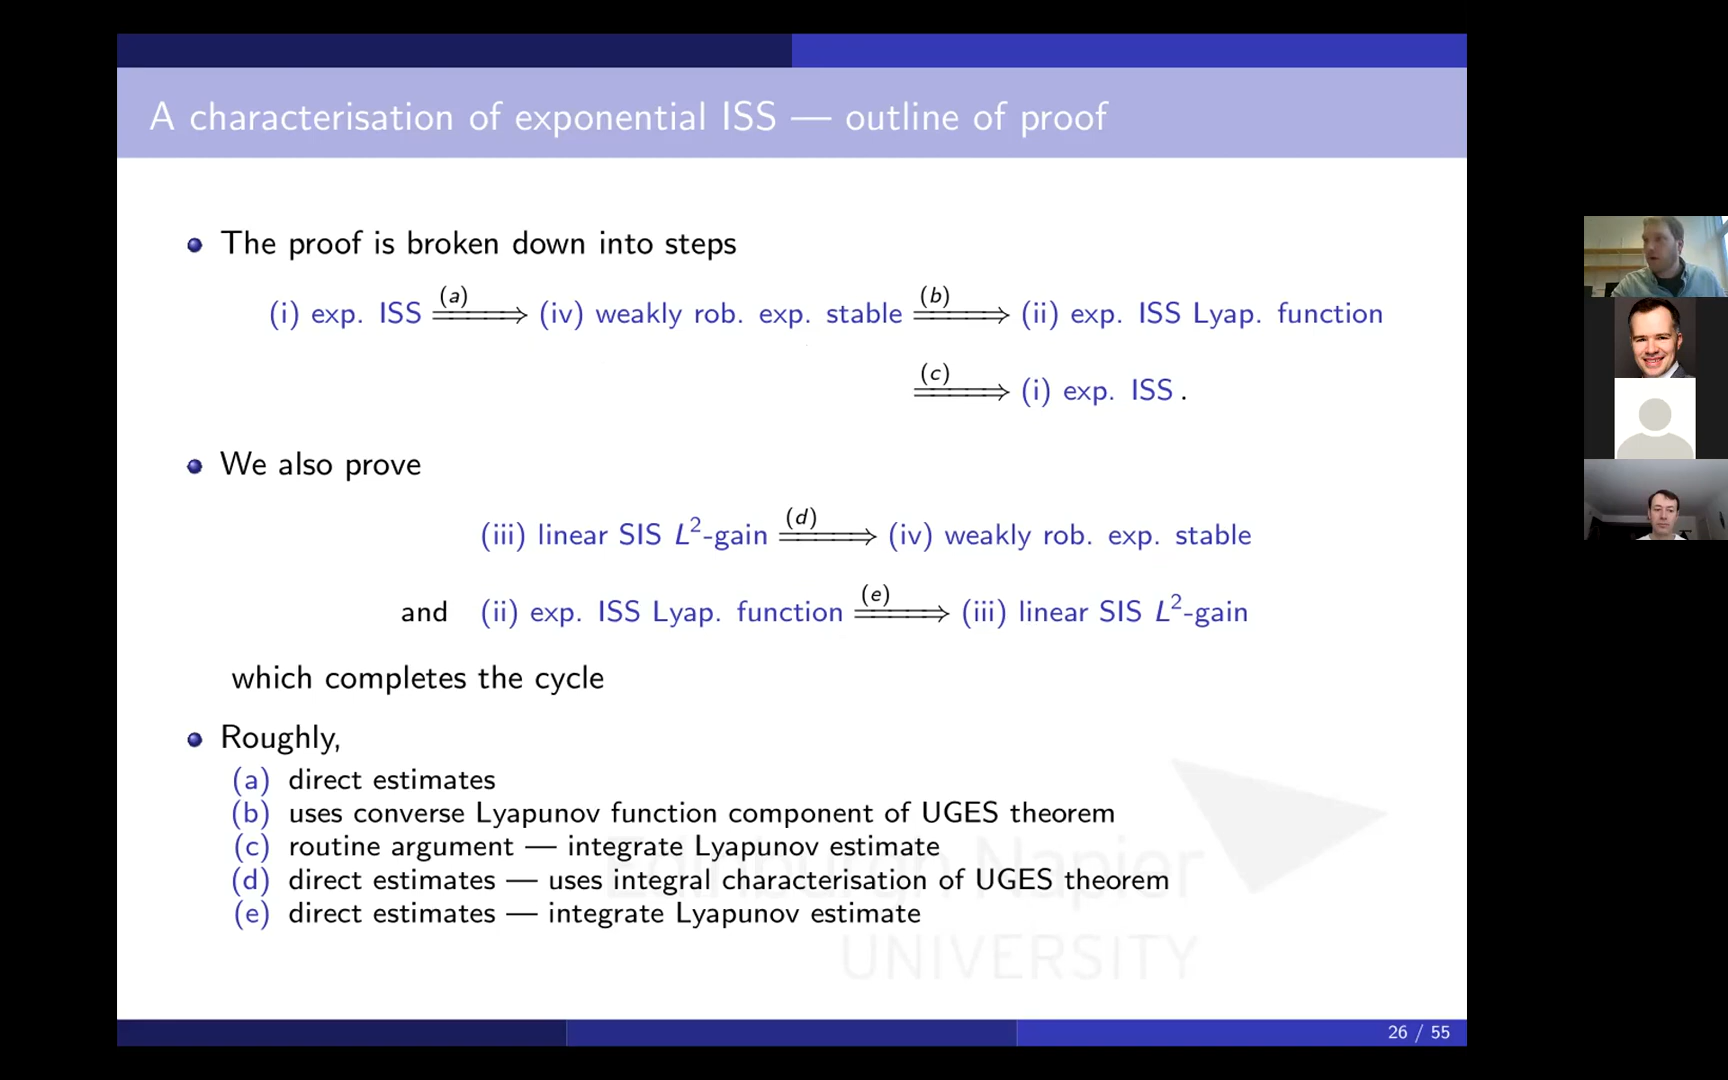 A characterisation of exponential ISS — outline of proof
The proof is broken down into steps
(i) exp. ISS (a)⟹ (iv) weakly rob. exp. stable (b)⟹ (ii) exp. ISS Lyap. function
(c)⟹ (i) exp. ISS .
We also prove
(iii) linear SIS L²-gain (d)⟹ (iv) weakly rob. exp. stable
and (ii) exp. ISS Lyap. function (e)⟹ (iii) linear SIS L²-gain
which completes the cycle
Roughly,
(a) direct estimates
(b) uses converse Lyapunov function component of UGES theorem
(c) routine argument — integrate Lyapunov estimate
(d) direct estimates — uses integral characterisation of UGES theorem
(e) direct estimates — integrate Lyapunov estimate
Edinburgh Napier
UNIVERSITY
26 / 55